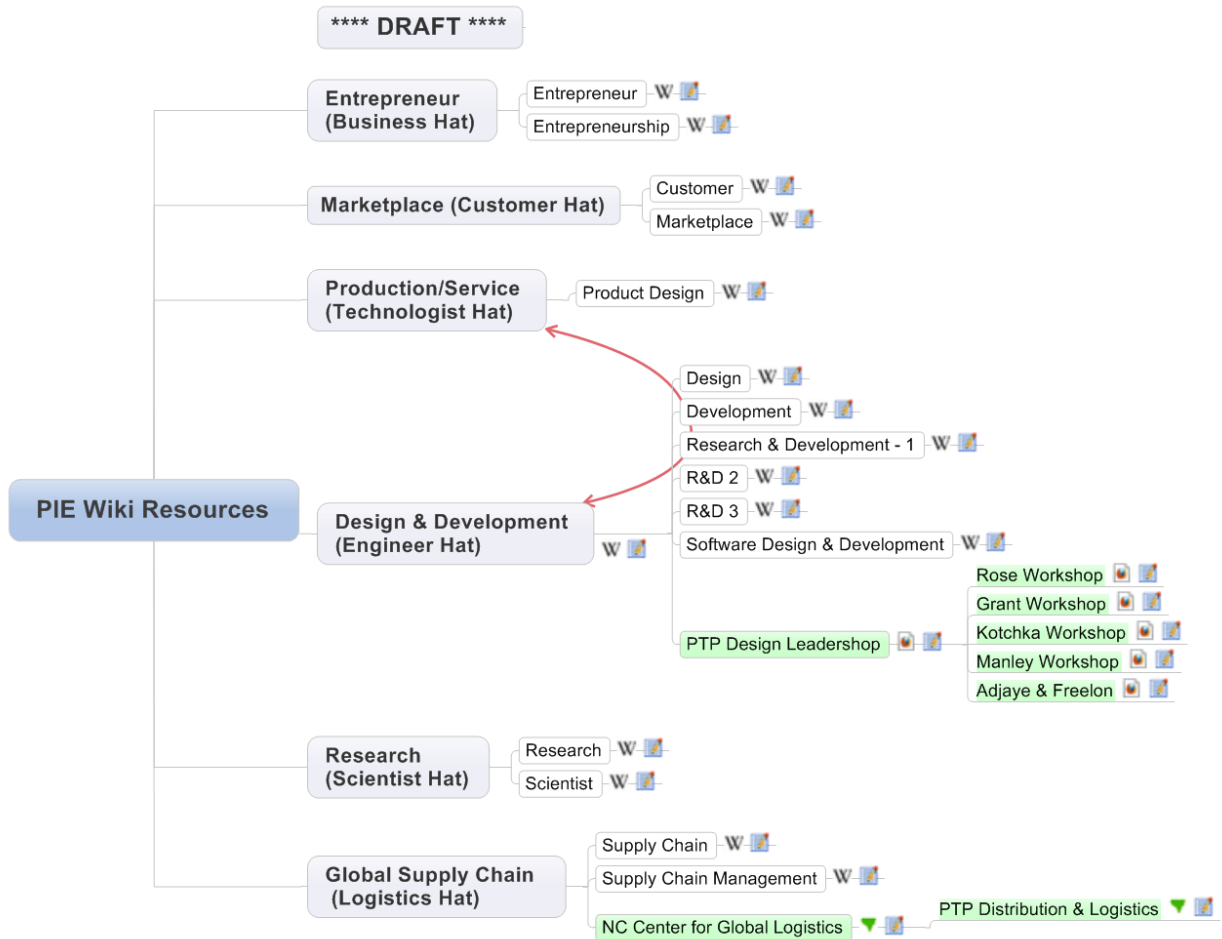 **** DRAFT ****
Entrepreneur
(Business Hat)
Entrepreneur
Entrepreneurship
Marketplace (Customer Hat)
Customer
Marketplace
Production/Service
(Technologist Hat)
Product Design
PIE Wiki Resources
Design & Development
(Engineer Hat)
Design
Development
Research & Development - 1
R&D 2
R&D 3
Software Design & Development
PTP Design Leadershop
Rose Workshop
Grant Workshop
Kotchka Workshop
Manley Workshop
Adjaye & Freelon
Research
(Scientist Hat)
Research
Scientist
Global Supply Chain
(Logistics Hat)
Supply Chain
Supply Chain Management
NC Center for Global Logistics
PTP Distribution & Logistics